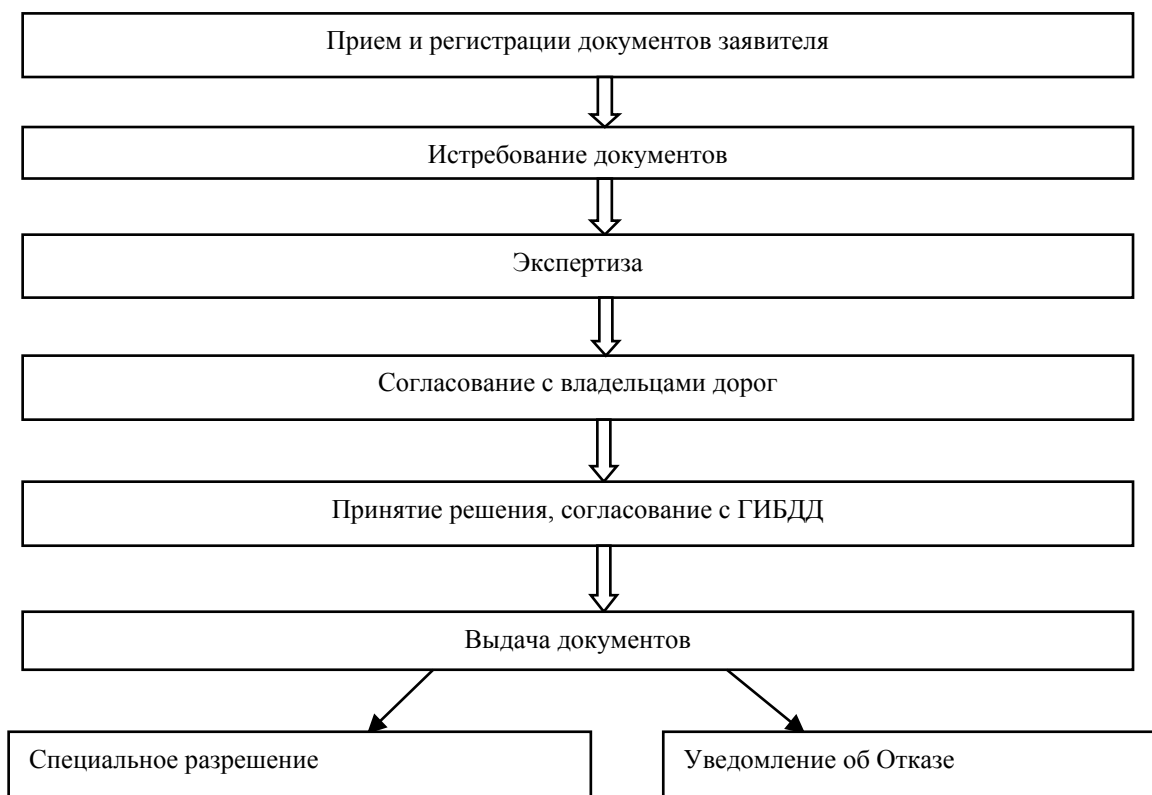 Прием и регистрации документов заявителя
Истребование документов
Экспертиза
Согласование с владельцами дорог
Принятие решения, согласование с ГИБДД
Выдача документов
Специальное разрешение
Уведомление об Отказе